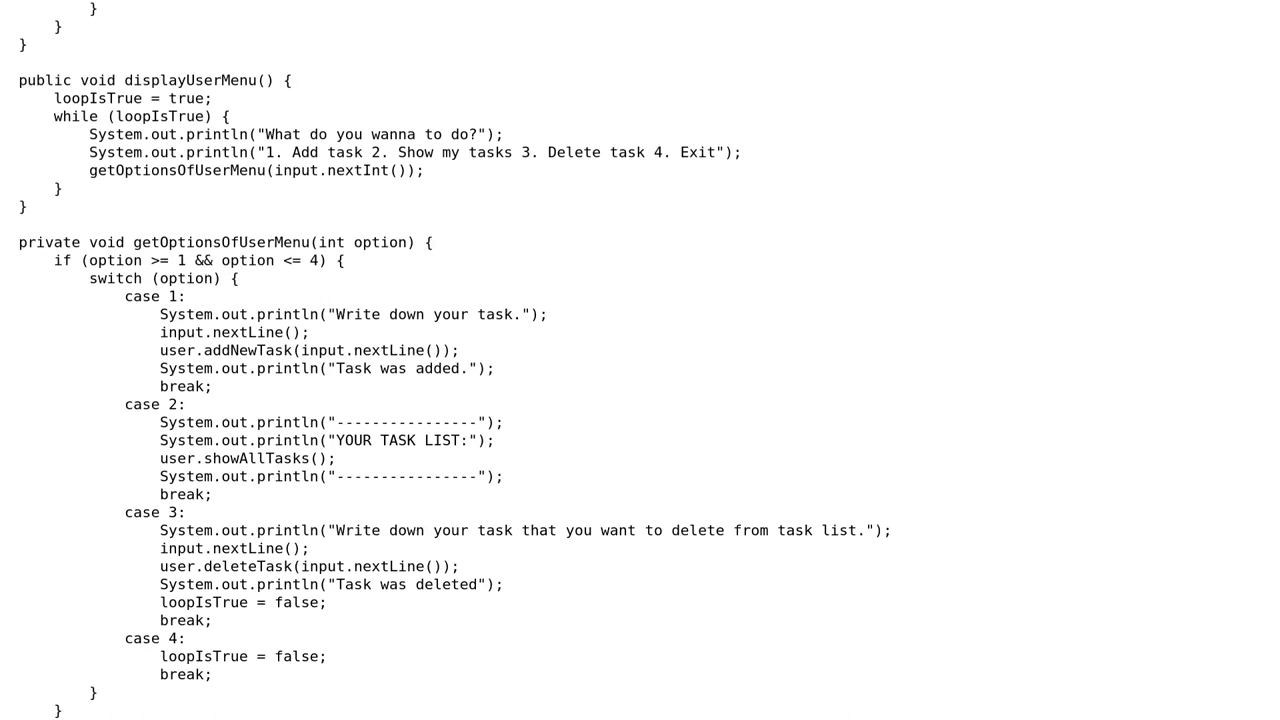 }
    }
}

public void displayUserMenu() {
    loopIsTrue = true;
    while (loopIsTrue) {
        System.out.println("What do you wanna to do?");
        System.out.println("1. Add task 2. Show my tasks 3. Delete task 4. Exit");
        getOptionsOfUserMenu(input.nextInt());
    }
}

private void getOptionsOfUserMenu(int option) {
    if (option >= 1 && option <= 4) {
        switch (option) {
            case 1:
                System.out.println("Write down your task.");
                input.nextLine();
                user.addNewTask(input.nextLine());
                System.out.println("Task was added.");
                break;
            case 2:
                System.out.println("----------------");
                System.out.println("YOUR TASK LIST:");
                user.showAllTasks();
                System.out.println("----------------");
                break;
            case 3:
                System.out.println("Write down your task that you want to delete from task list.");
                input.nextLine();
                user.deleteTask(input.nextLine());
                System.out.println("Task was deleted");
                loopIsTrue = false;
                break;
            case 4:
                loopIsTrue = false;
                break;
        }
    }